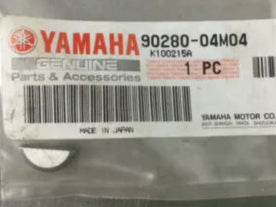 YAMAHA 90280-04M04
K100215A
GENUINE
Parts & Accessories
1 PC
MADE IN JAPAN
YAMAHA MOTOR CO.